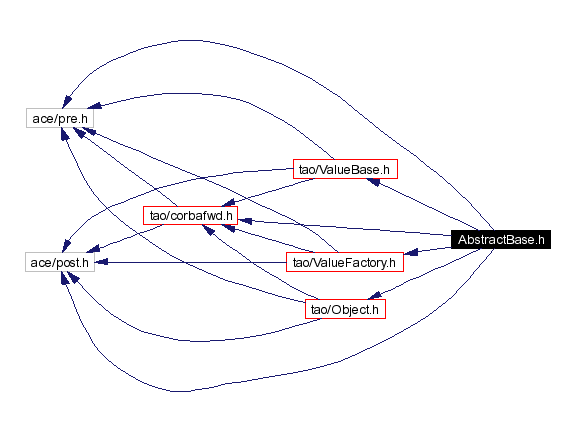 ace/pre.h
tao/ValueBase.h
tao/corbafwd.h
AbstractBase.h
ace/post.h
tao/ValueFactory.h
tao/Object.h